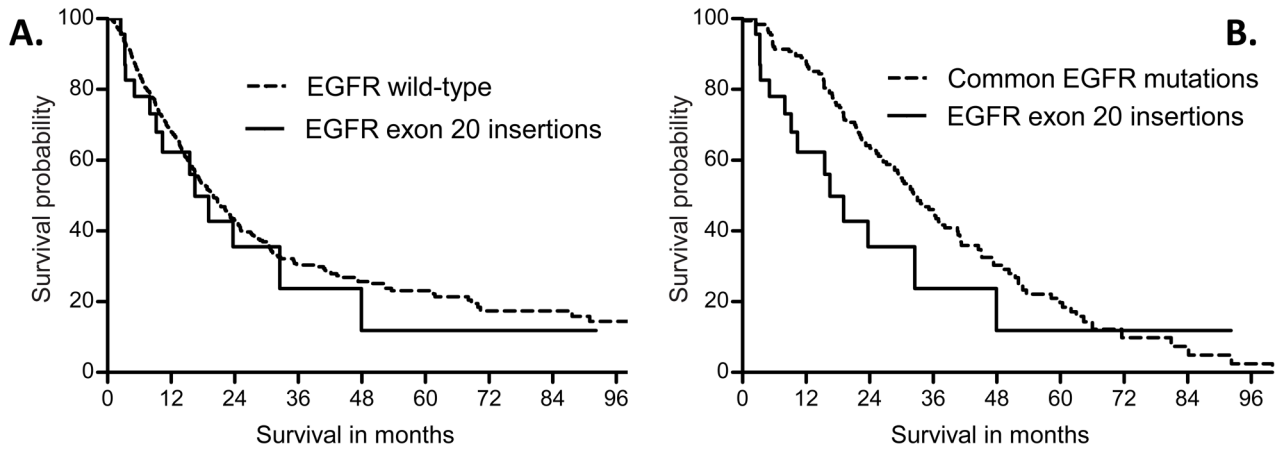 A.
100
80
60
40
20
0
Survival probability
EGFR wild-type
EGFR exon 20 insertions
0 12 24 36 48 60 72 84 96
Survival in months
B.
100
80
60
40
20
0
Survival probability
Common EGFR mutations
EGFR exon 20 insertions
0 12 24 36 48 60 72 84 96
Survival in months